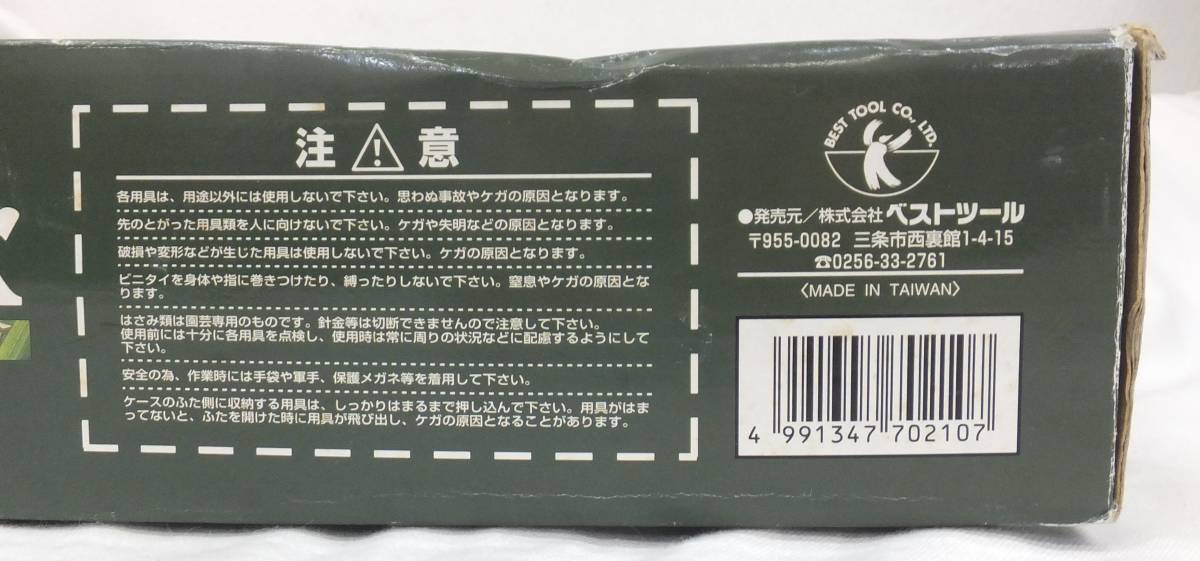 注⚠意
各用具は、用途以外には使用しないで下さい。思わぬ事故やケガの原因となります。
先のとがった用具類を人に向けないで下さい。ケガや失明などの原因となります。
破損や変形などが生じた用具は使用しないで下さい。ケガの原因となります。
ビニタイを身体や指に巻きつけたり、縛ったりしないで下さい。窒息やケガの原因とな
ります。
はさみ類は園芸専用のものです。針金等は切断できませんので注意して下さい。
使用前には十分に各用具を点検し、使用時は常に周りの状況などに配慮するようにして
下さい。
安全の為、作業時には手袋や軍手、保護メガネ等を着用して下さい。
ケースのふた側に収納する用具は、しっかりはまるまで押し込んで下さい。用具がはま
ってないと、ふたを開けた時に用具が飛び出し、ケガの原因となることがあります。
BEST TOOL CO., LTD.
●発売元/株式会社ベストツール
〒955-0082 三条市西裏館1-4-15
☎0256-33-2761
〈MADE IN TAIWAN〉
4 991347 702107